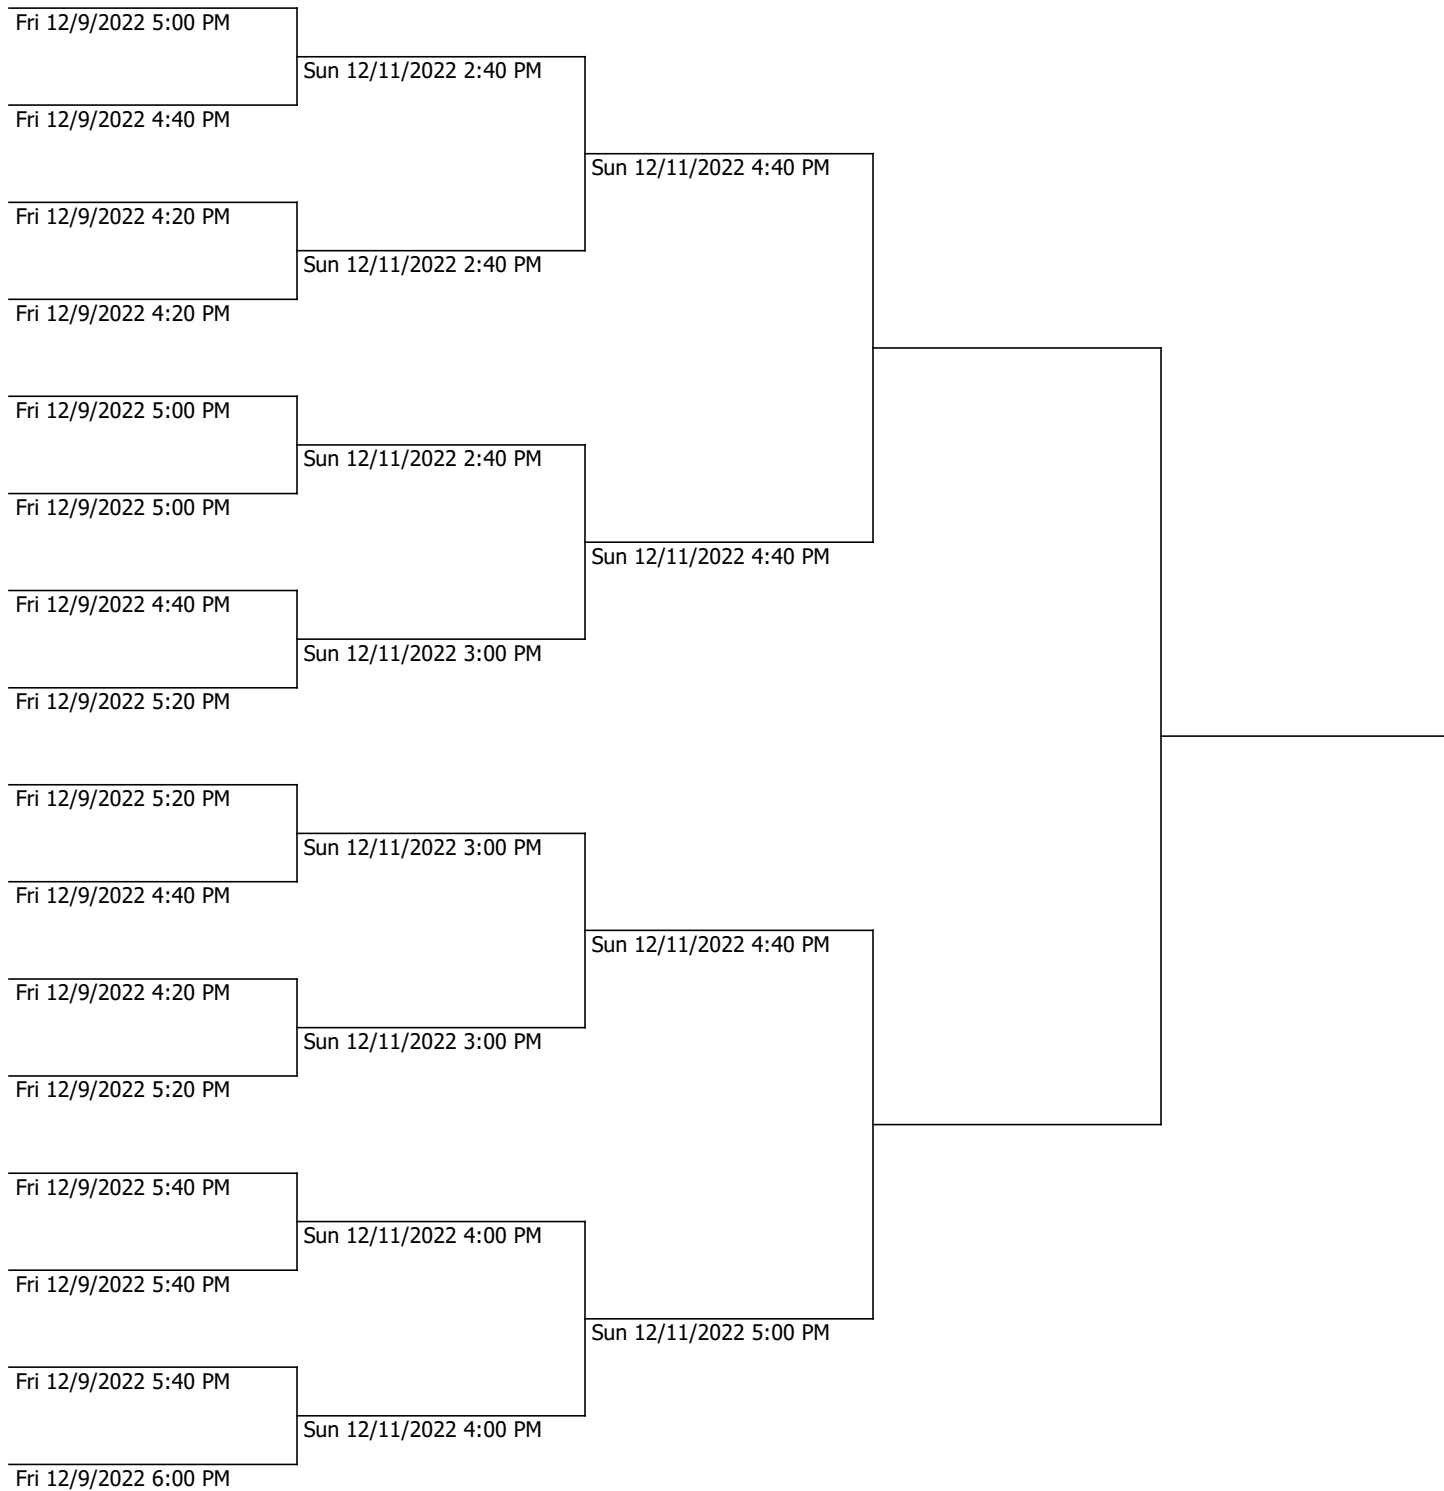 Fri 12/9/2022 5:00 PM
Sun 12/11/2022 2:40 PM
Fri 12/9/2022 4:40 PM
Sun 12/11/2022 4:40 PM
Fri 12/9/2022 4:20 PM
Sun 12/11/2022 2:40 PM
Fri 12/9/2022 4:20 PM
Fri 12/9/2022 5:00 PM
Sun 12/11/2022 2:40 PM
Fri 12/9/2022 5:00 PM
Sun 12/11/2022 4:40 PM
Fri 12/9/2022 4:40 PM
Sun 12/11/2022 3:00 PM
Fri 12/9/2022 5:20 PM
Fri 12/9/2022 5:20 PM
Sun 12/11/2022 3:00 PM
Fri 12/9/2022 4:40 PM
Sun 12/11/2022 4:40 PM
Fri 12/9/2022 4:20 PM
Sun 12/11/2022 3:00 PM
Fri 12/9/2022 5:20 PM
Fri 12/9/2022 5:40 PM
Sun 12/11/2022 4:00 PM
Fri 12/9/2022 5:40 PM
Sun 12/11/2022 5:00 PM
Fri 12/9/2022 5:40 PM
Sun 12/11/2022 4:00 PM
Fri 12/9/2022 6:00 PM